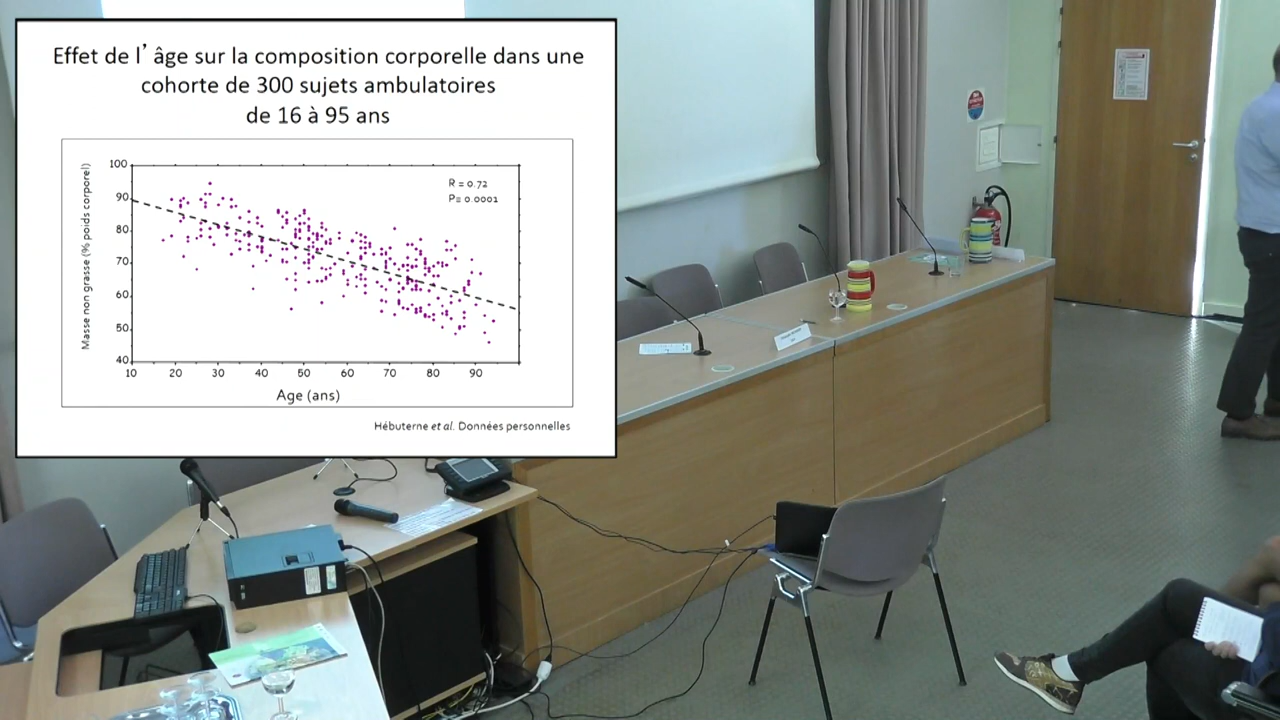 Effet de l’ âge sur la composition corporelle dans une
cohorte de 300 sujets ambulatoires
de 16 à 95 ans
Masse non grasse (% poids corporel)
100
90
80
70
60
50
40
R = 0.72
P= 0.0001
10 20 30 40 50 60 70 80 90
Age (ans)
Hébuterne et al. Données personnelles